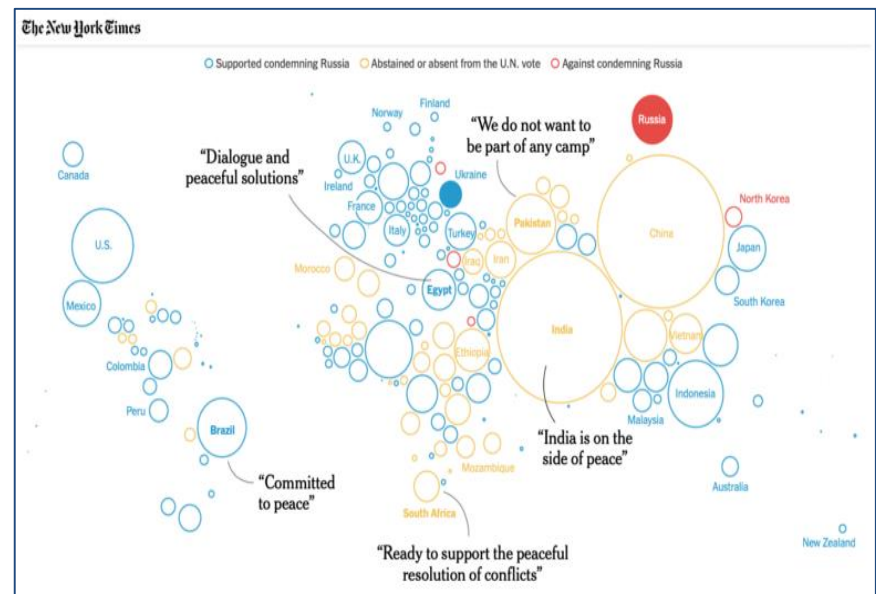 The New York Times
Supported condemning Russia
Abstained or absent from the U.N. vote
Against condemning Russia
Norway
Finland
“We do not want to
be part of any camp”
Russia
Canada
“Dialogue and
peaceful solutions”
U.K.
Ireland
Ukraine
France
Italy
Turkey
Pakistan
North Korea
China
Japan
U.S.
Morocco
Iraq
Iran
Mexico
Egypt
South Korea
India
Vietnam
Colombia
Ethiopia
Indonesia
Peru
Brazil
Malaysia
“India is on the
side of peace”
“Committed
to peace”
Mozambique
Australia
South Africa
New Zealand
“Ready to support the peaceful
resolution of conflicts”